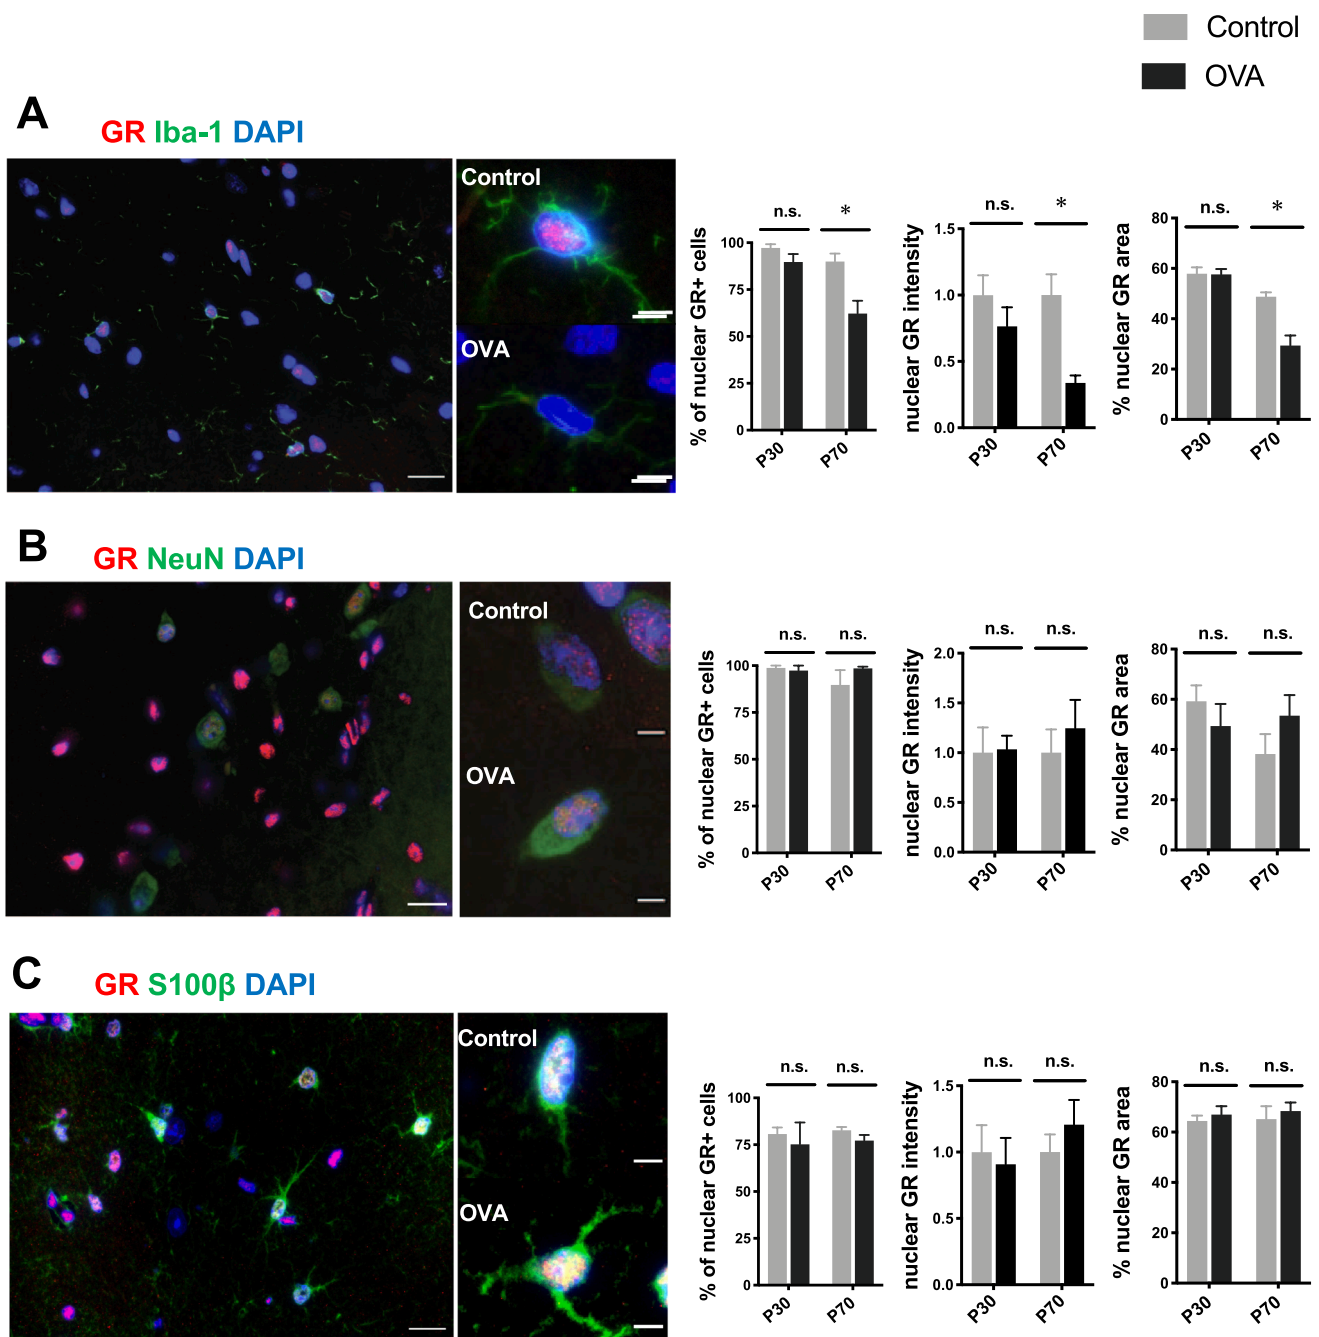 Control
OVA
A
GR Iba-1 DAPI
Control
OVA
% of nuclear GR+ cells
100
75
50
25
0
n.s.
*
P30
P70
nuclear GR intensity
1.5
1.0
0.5
0.0
n.s.
*
P30
P70
% nuclear GR area
80
60
40
20
0
n.s.
*
P30
P70
B
GR NeuN DAPI
Control
OVA
% of nuclear GR+ cells
100
75
50
25
0
n.s.
n.s.
P30
P70
nuclear GR intensity
2.0
1.5
1.0
0.5
0.0
n.s.
n.s.
P30
P70
% nuclear GR area
80
60
40
20
0
n.s.
n.s.
P30
P70
C
GR S100β DAPI
Control
OVA
% of nuclear GR+ cells
100
75
50
25
0
n.s.
n.s.
P30
P70
nuclear GR intensity
1.5
1.0
0.5
0.0
n.s.
n.s.
P30
P70
% nuclear GR area
80
60
40
20
0
n.s.
n.s.
P30
P70